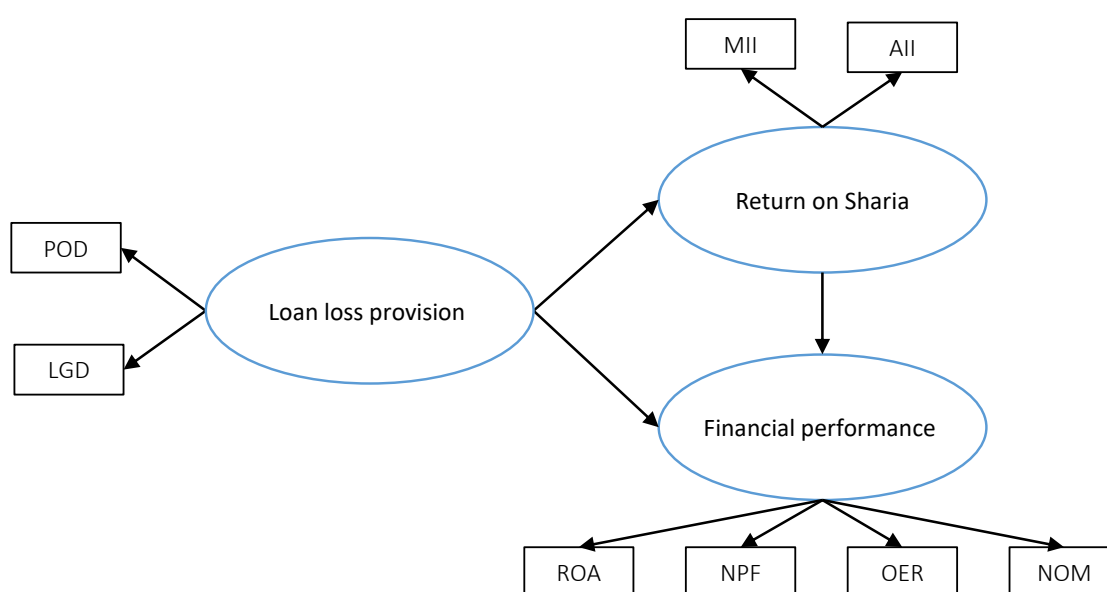 MII
AII
Return on Sharia
POD
Loan loss provision
LGD
Financial performance
ROA
NPF
OER
NOM